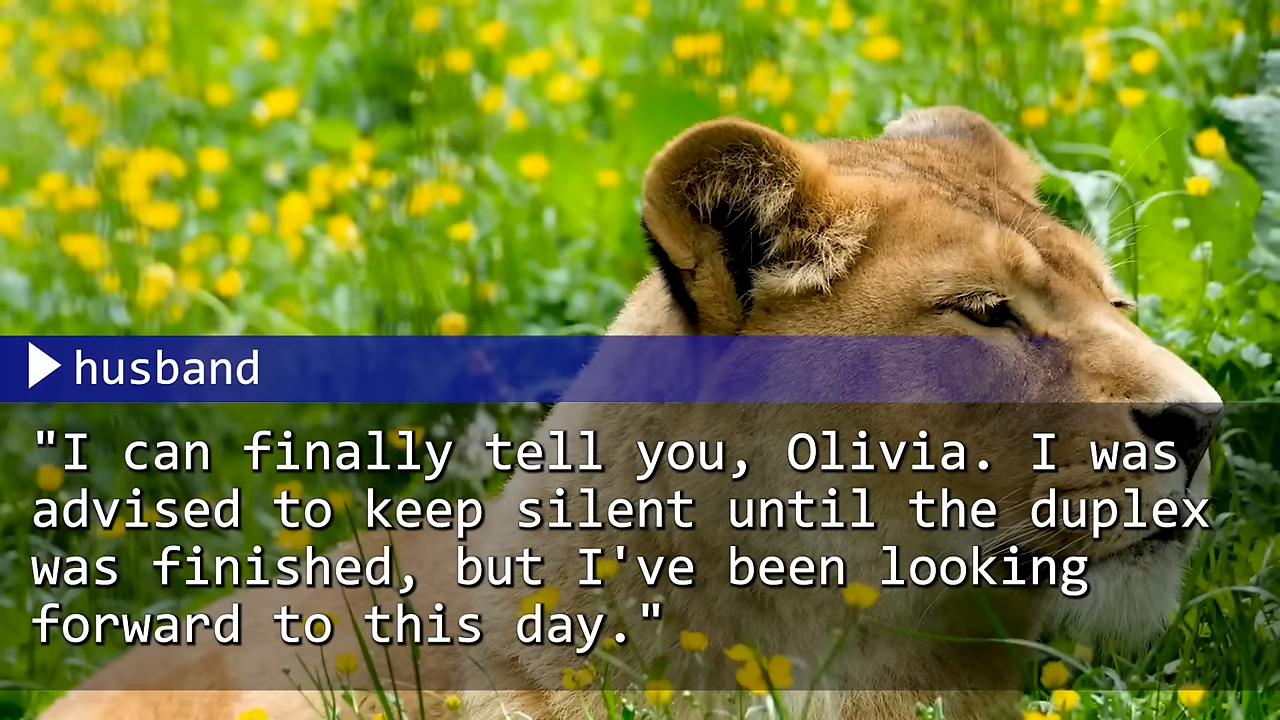 husband
"I can finally tell you, Olivia. I was
advised to keep silent until the duplex
was finished, but I've been looking
forward to this day."